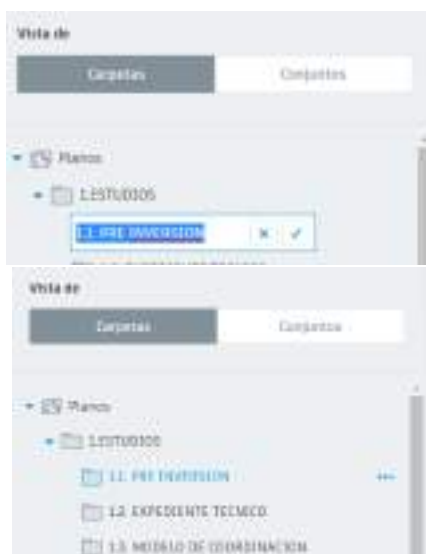 Vista de
Carpetas Conjuntos
Planos
1.ESTUDIOS
1.1. PRE INVERSION
Vista de
Carpetas Conjuntos
Planos
1.ESTUDIOS
1.1. PRE INVERSION
1.2. EXPEDIENTE TECNICO
1.3. MODELO DE COORDINACION